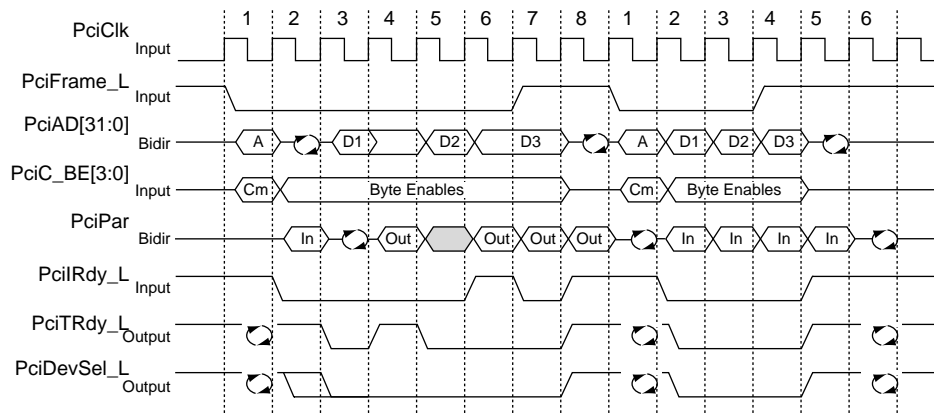 1 2 3 4 5 6 7 8 1 2 3 4 5 6
PciClk
Input
PciFrame_L
Input
PciAD[31:0]
Bidir
A D1 D2 D3 A D1 D2 D3
PciC_BE[3:0]
Input
Cm Byte Enables Cm Byte Enables
PciPar
Bidir
In Out Out Out Out In In In In
PciIRdy_L
Input
PciTRdy_L
Output
PciDevSel_L
Output